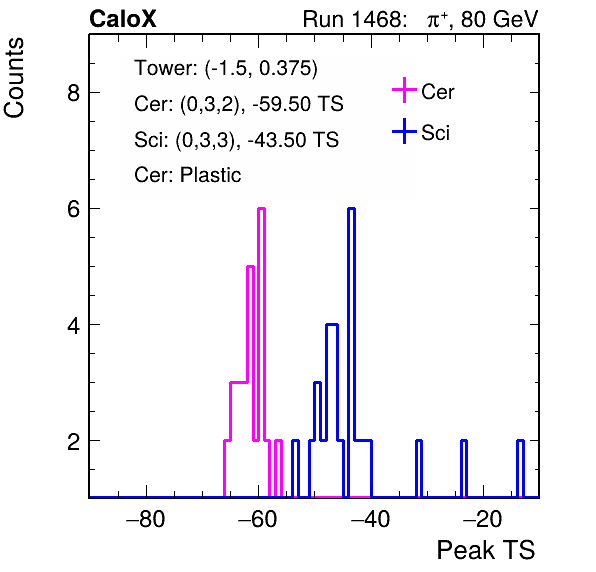 CaloX Run 1468: π⁺, 80 GeV
Counts
Tower: (-1.5, 0.375)
Cer: (0,3,2), -59.50 TS
Sci: (0,3,3), -43.50 TS
Cer: Plastic
Cer
Sci
8
6
4
2
−80 −60 −40 −20
Peak TS